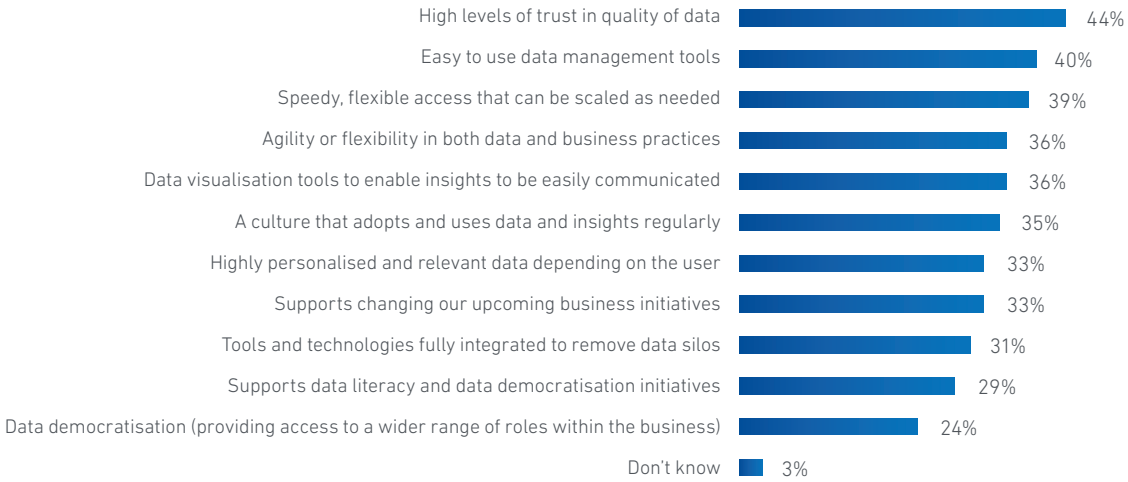 High levels of trust in quality of data 44%
Easy to use data management tools 40%
Speedy, flexible access that can be scaled as needed 39%
Agility or flexibility in both data and business practices 36%
Data visualisation tools to enable insights to be easily communicated 36%
A culture that adopts and uses data and insights regularly 35%
Highly personalised and relevant data depending on the user 33%
Supports changing our upcoming business initiatives 33%
Tools and technologies fully integrated to remove data silos 31%
Supports data literacy and data democratisation initiatives 29%
Data democratisation (providing access to a wider range of roles within the business) 24%
Don't know 3%